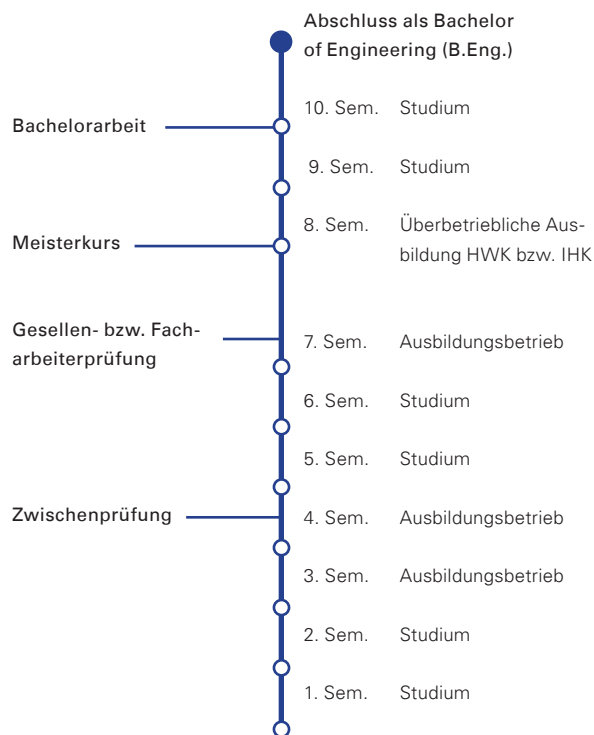 Abschluss als Bachelor
of Engineering (B.Eng.)
10. Sem. Studium
Bachelorarbeit
9. Sem. Studium
8. Sem. Überbetriebliche Aus-
bildung HWK bzw. IHK
Meisterkurs
Gesellen- bzw. Fach-
arbeiterprüfung
7. Sem. Ausbildungsbetrieb
6. Sem. Studium
5. Sem. Studium
Zwischenprüfung
4. Sem. Ausbildungsbetrieb
3. Sem. Ausbildungsbetrieb
2. Sem. Studium
1. Sem. Studium